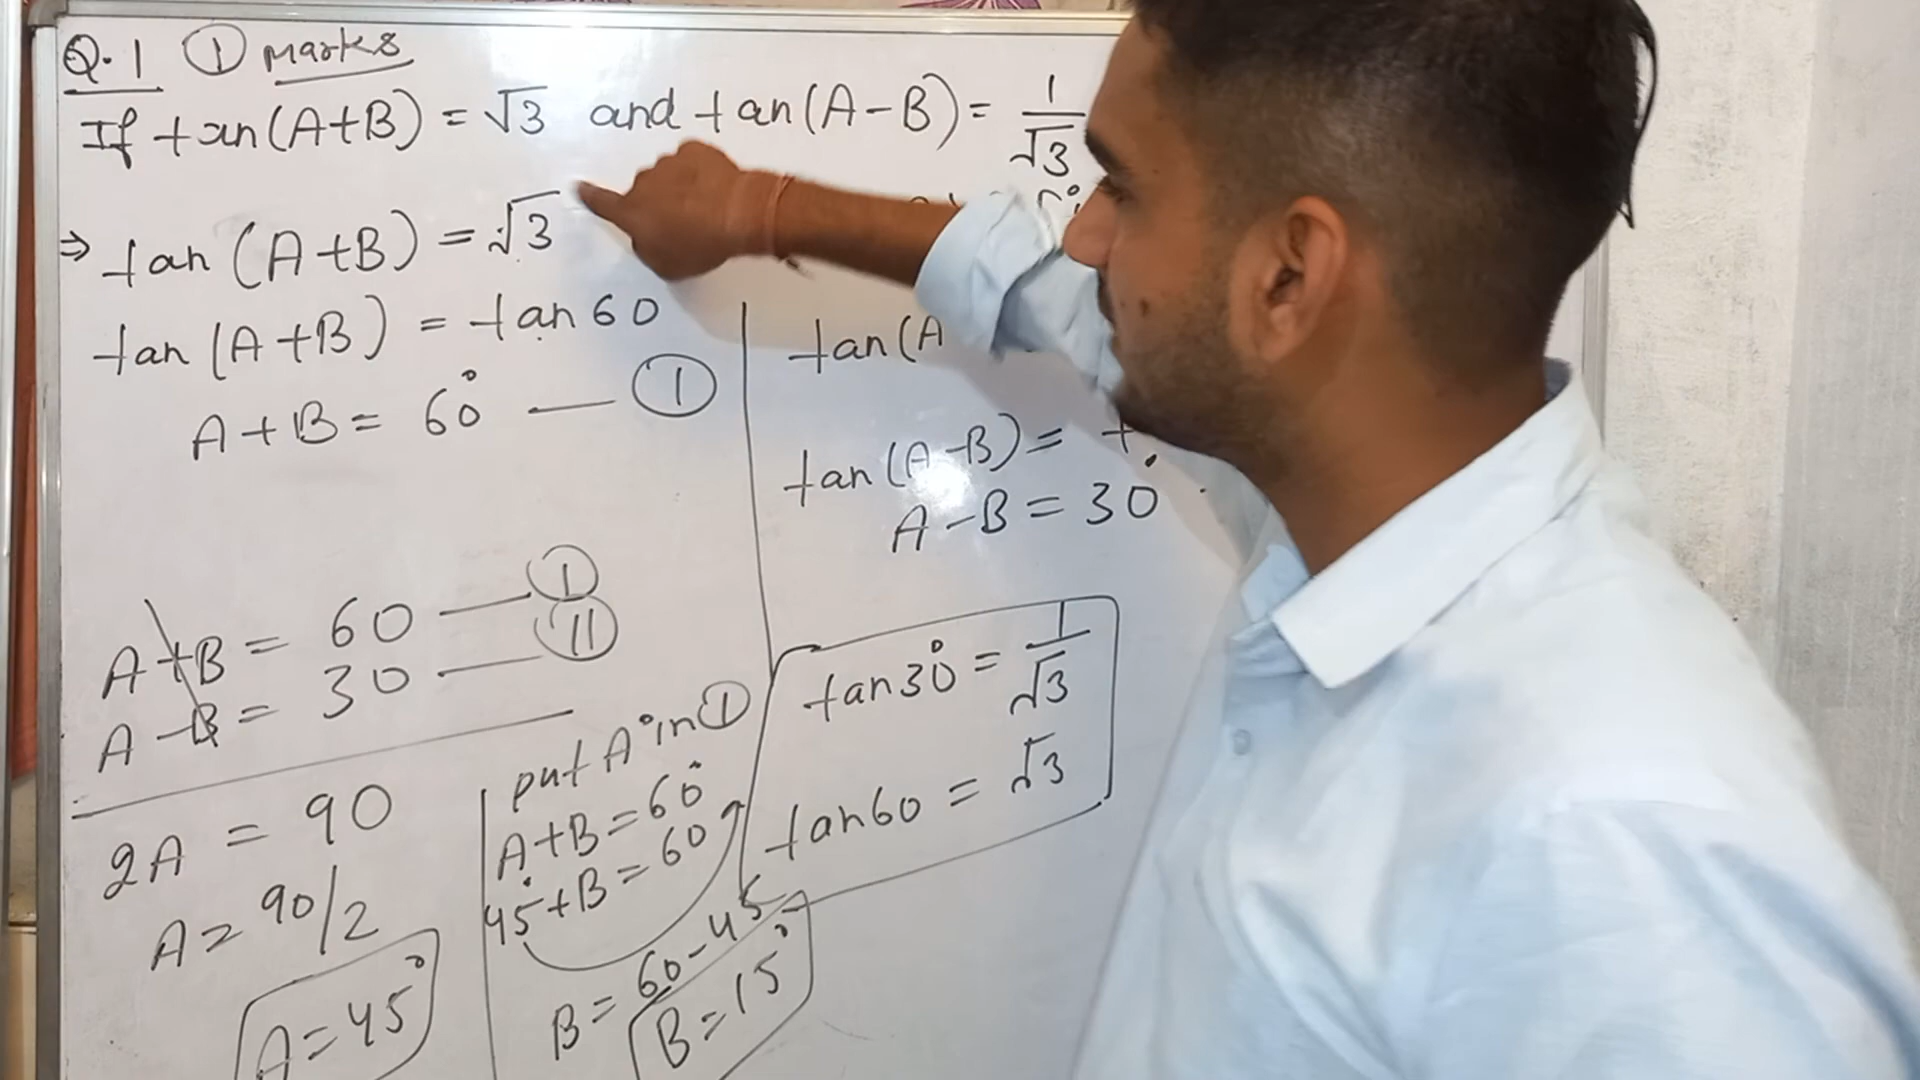 Q.1 ① marks
If tan(A+B) = √3 and tan(A-B) = 1/√3
⇒ tan (A+B) = √3
tan (A+B) = tan 60
A+B = 60° — ①
tan(A
tan(A-B) =
A-B = 30°
A+B = 60 — Ⓘ
A-B = 30 — Ⓘ︎Ⓘ
2A = 90
A = 90/2
A = 45°
put A in ①
A+B = 60°
45°+B = 60
B = 60-45
B = 15°
tan30° = 1/√3
tan60 = √3